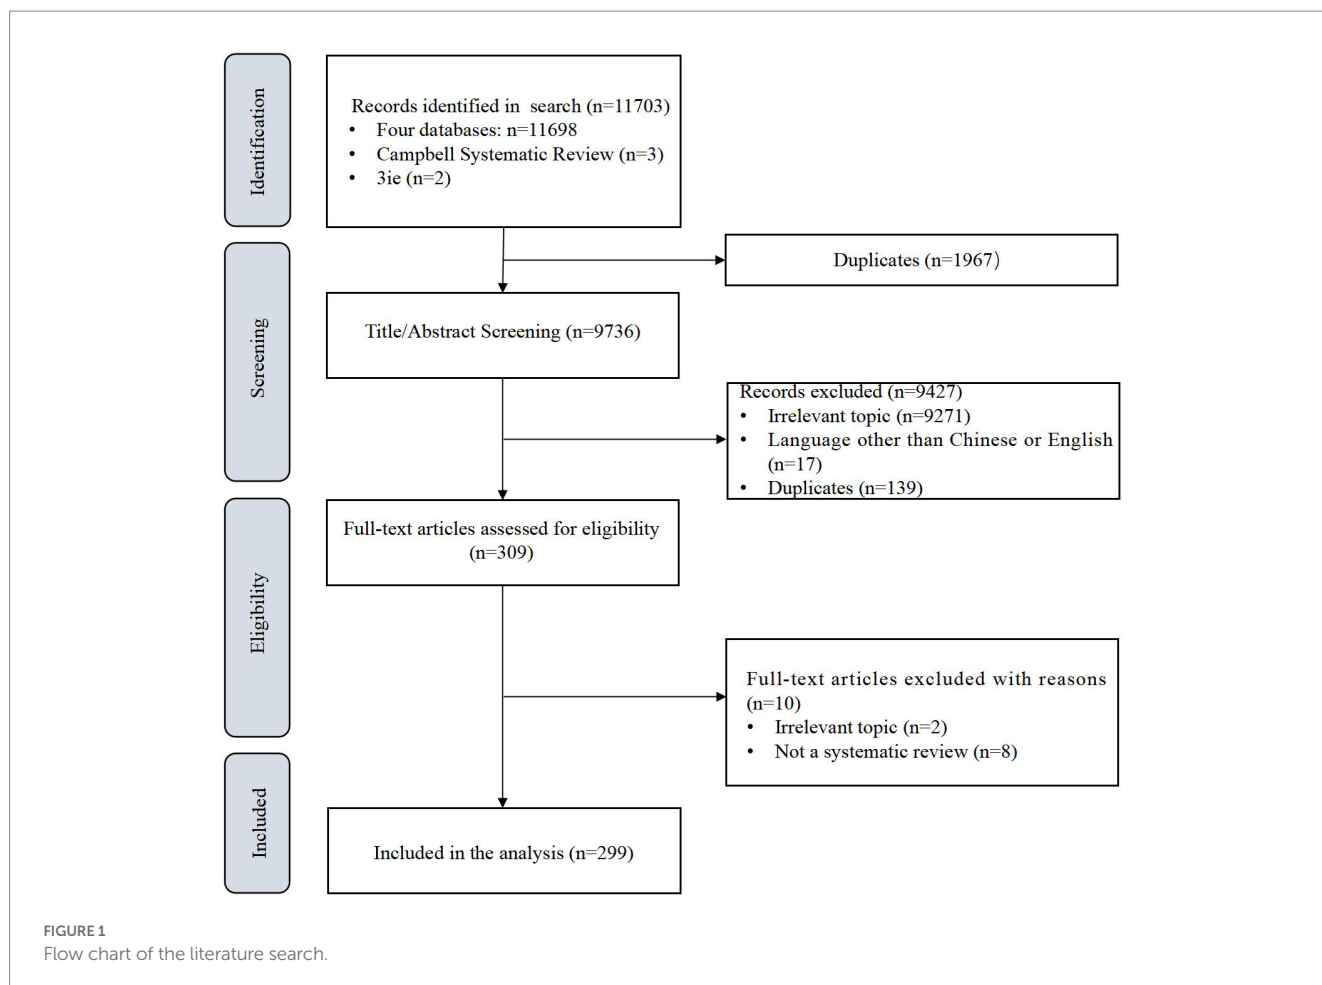 Identification
Records identified in search (n=11703)
• Four databases: n=11698
• Campbell Systematic Review (n=3)
• 3ie (n=2)
Duplicates (n=1967)
Screening
Title/Abstract Screening (n=9736)
Records excluded (n=9427)
• Irrelevant topic (n=9271)
• Language other than Chinese or English
(n=17)
• Duplicates (n=139)
Eligibility
Full-text articles assessed for eligibility
(n=309)
Full-text articles excluded with reasons
(n=10)
• Irrelevant topic (n=2)
• Not a systematic review (n=8)
Included
Included in the analysis (n=299)
FIGURE 1
Flow chart of the literature search.